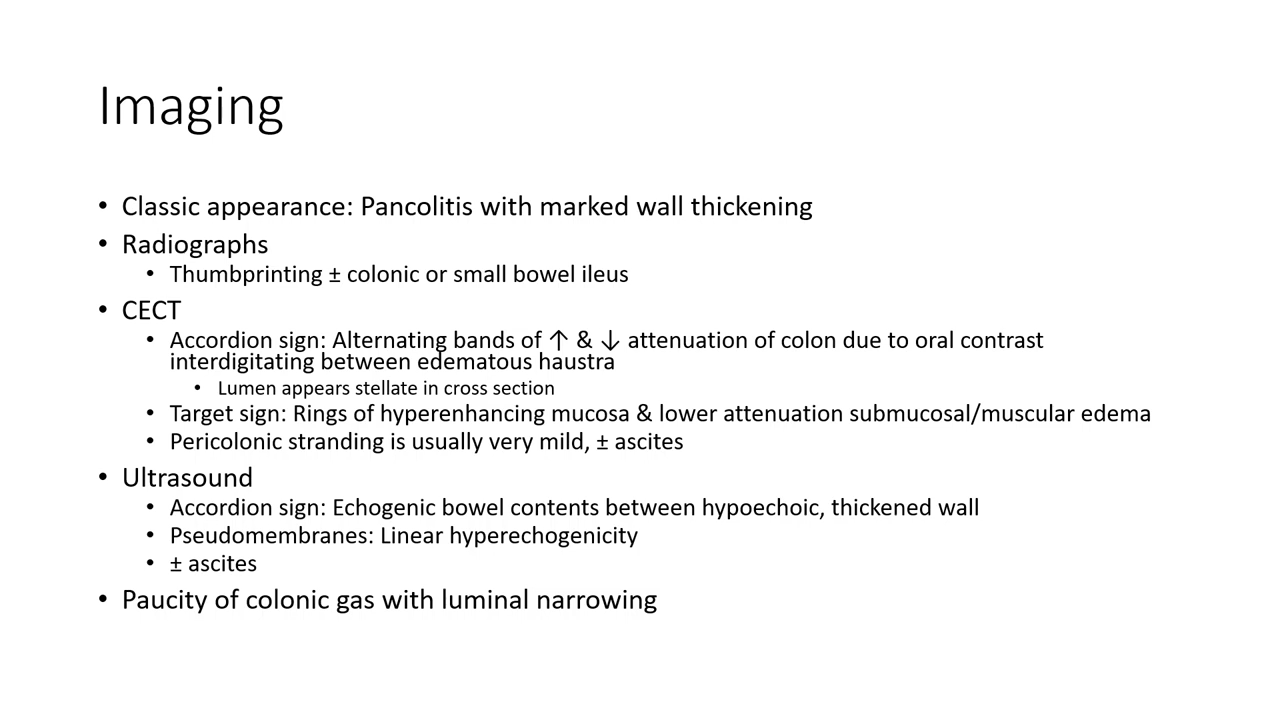 Imaging
• Classic appearance: Pancolitis with marked wall thickening
• Radiographs
• Thumbprinting ± colonic or small bowel ileus
• CECT
• Accordion sign: Alternating bands of ↑ & ↓ attenuation of colon due to oral contrast
interdigitating between edematous haustra
• Lumen appears stellate in cross section
• Target sign: Rings of hyperenhancing mucosa & lower attenuation submucosal/muscular edema
• Pericolonic stranding is usually very mild, ± ascites
• Ultrasound
• Accordion sign: Echogenic bowel contents between hypoechoic, thickened wall
• Pseudomembranes: Linear hyperechogenicity
• ± ascites
• Paucity of colonic gas with luminal narrowing